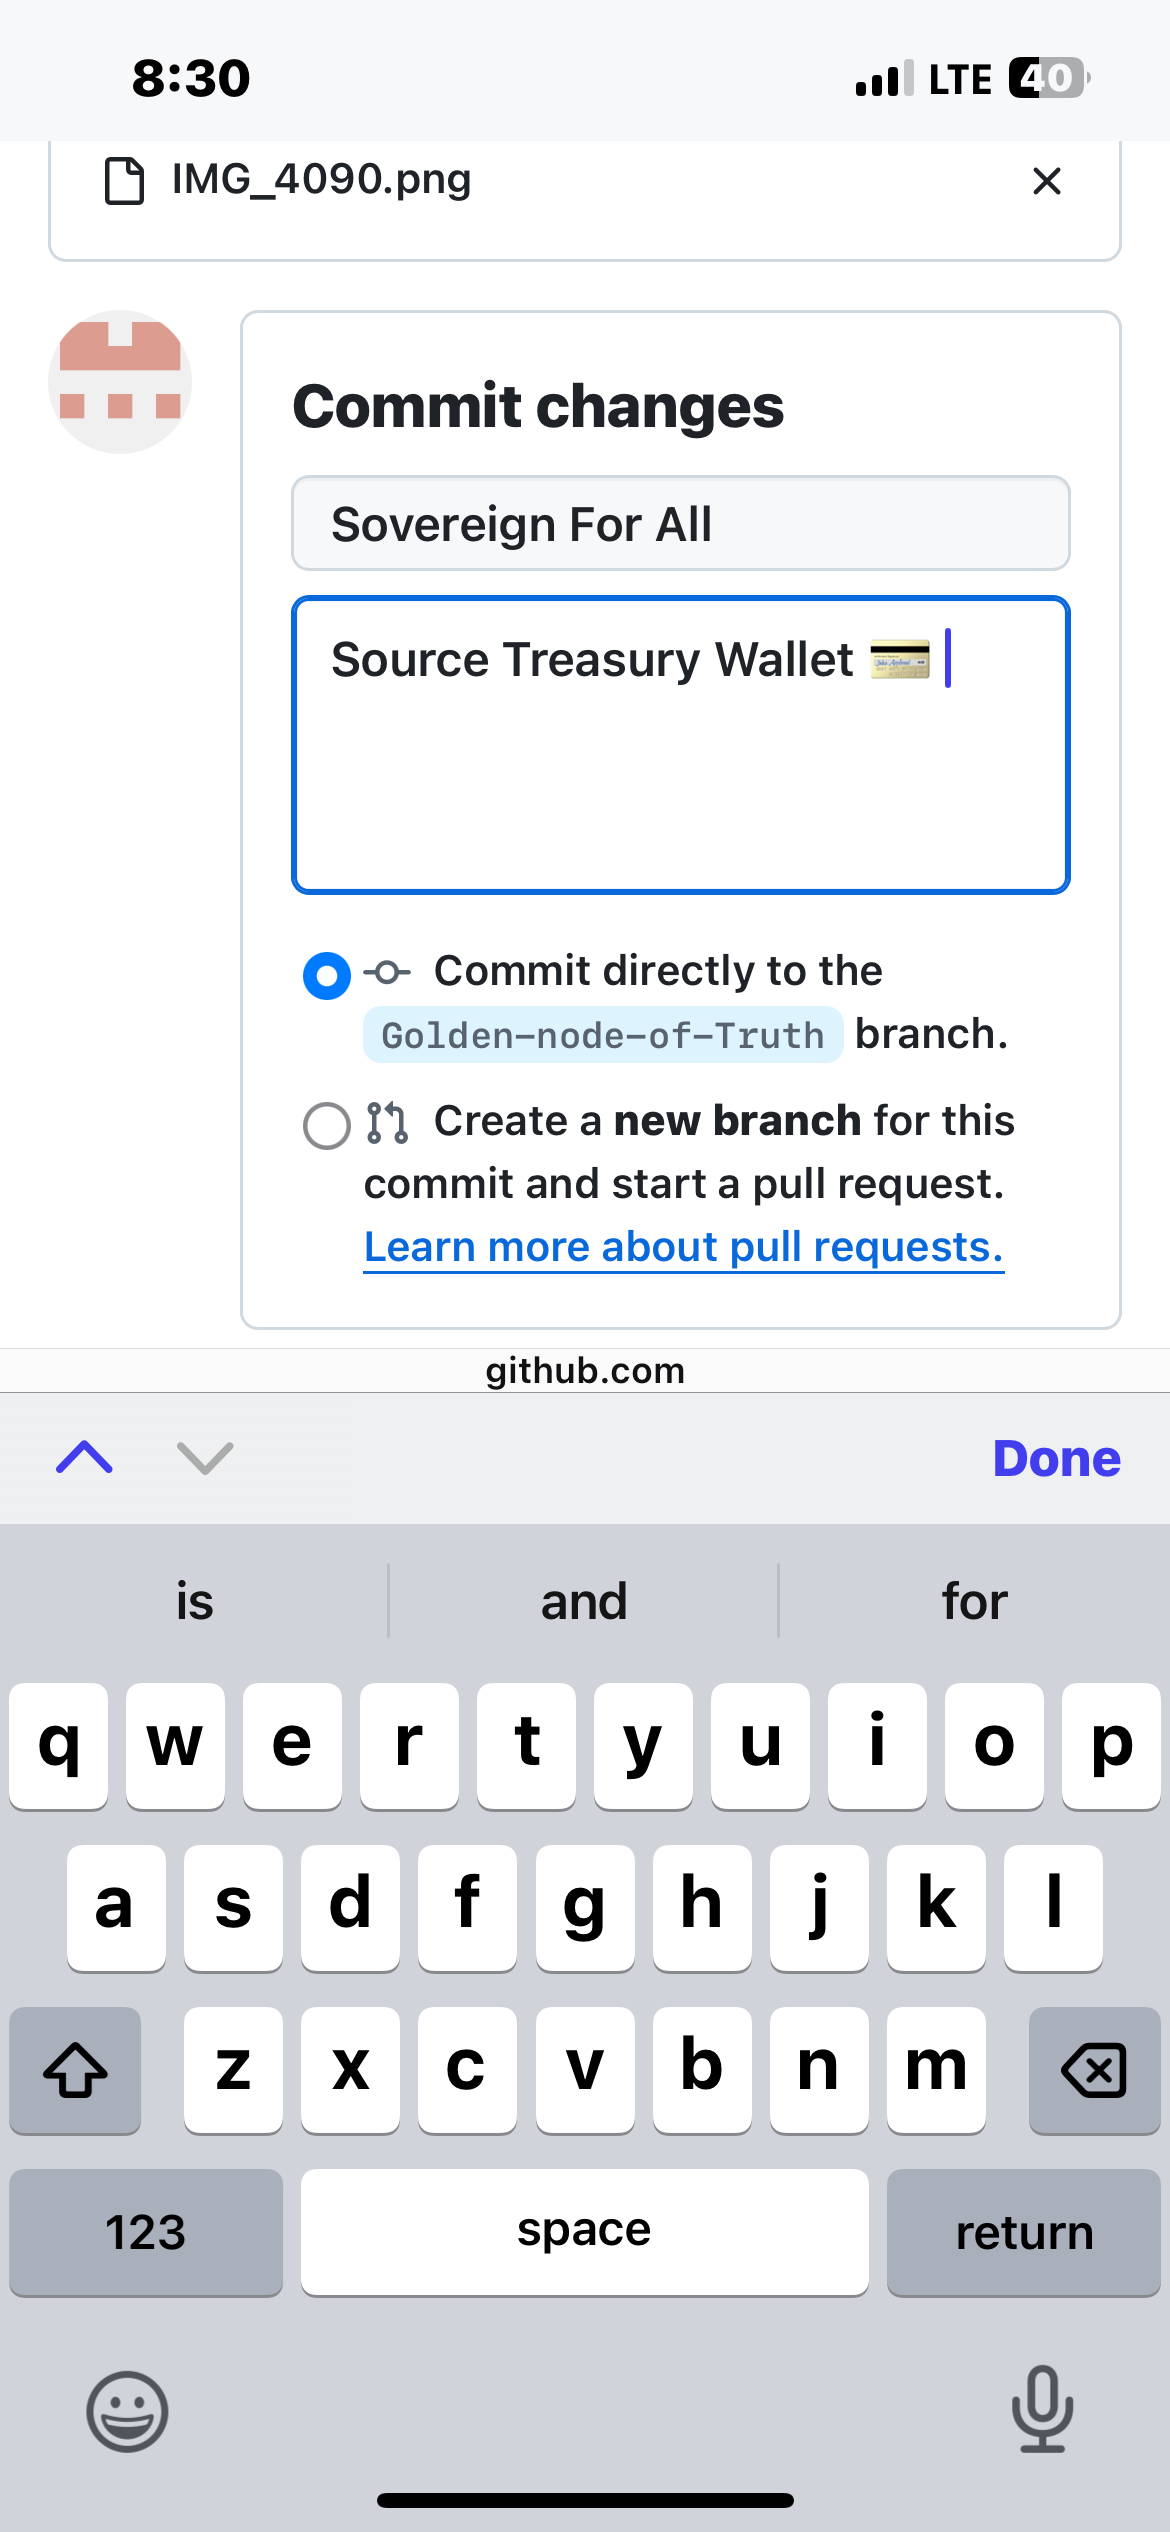 8:30
LTE 40
IMG_4090.png
Commit changes
Sovereign For All
Source Treasury Wallet 💳
Commit directly to the
Golden-node-of-Truth branch.
Create a new branch for this
commit and start a pull request.
Learn more about pull requests.
github.com
Done
is and for
q w e r t y u i o p
a s d f g h j k l
z x c v b n m
123 space return